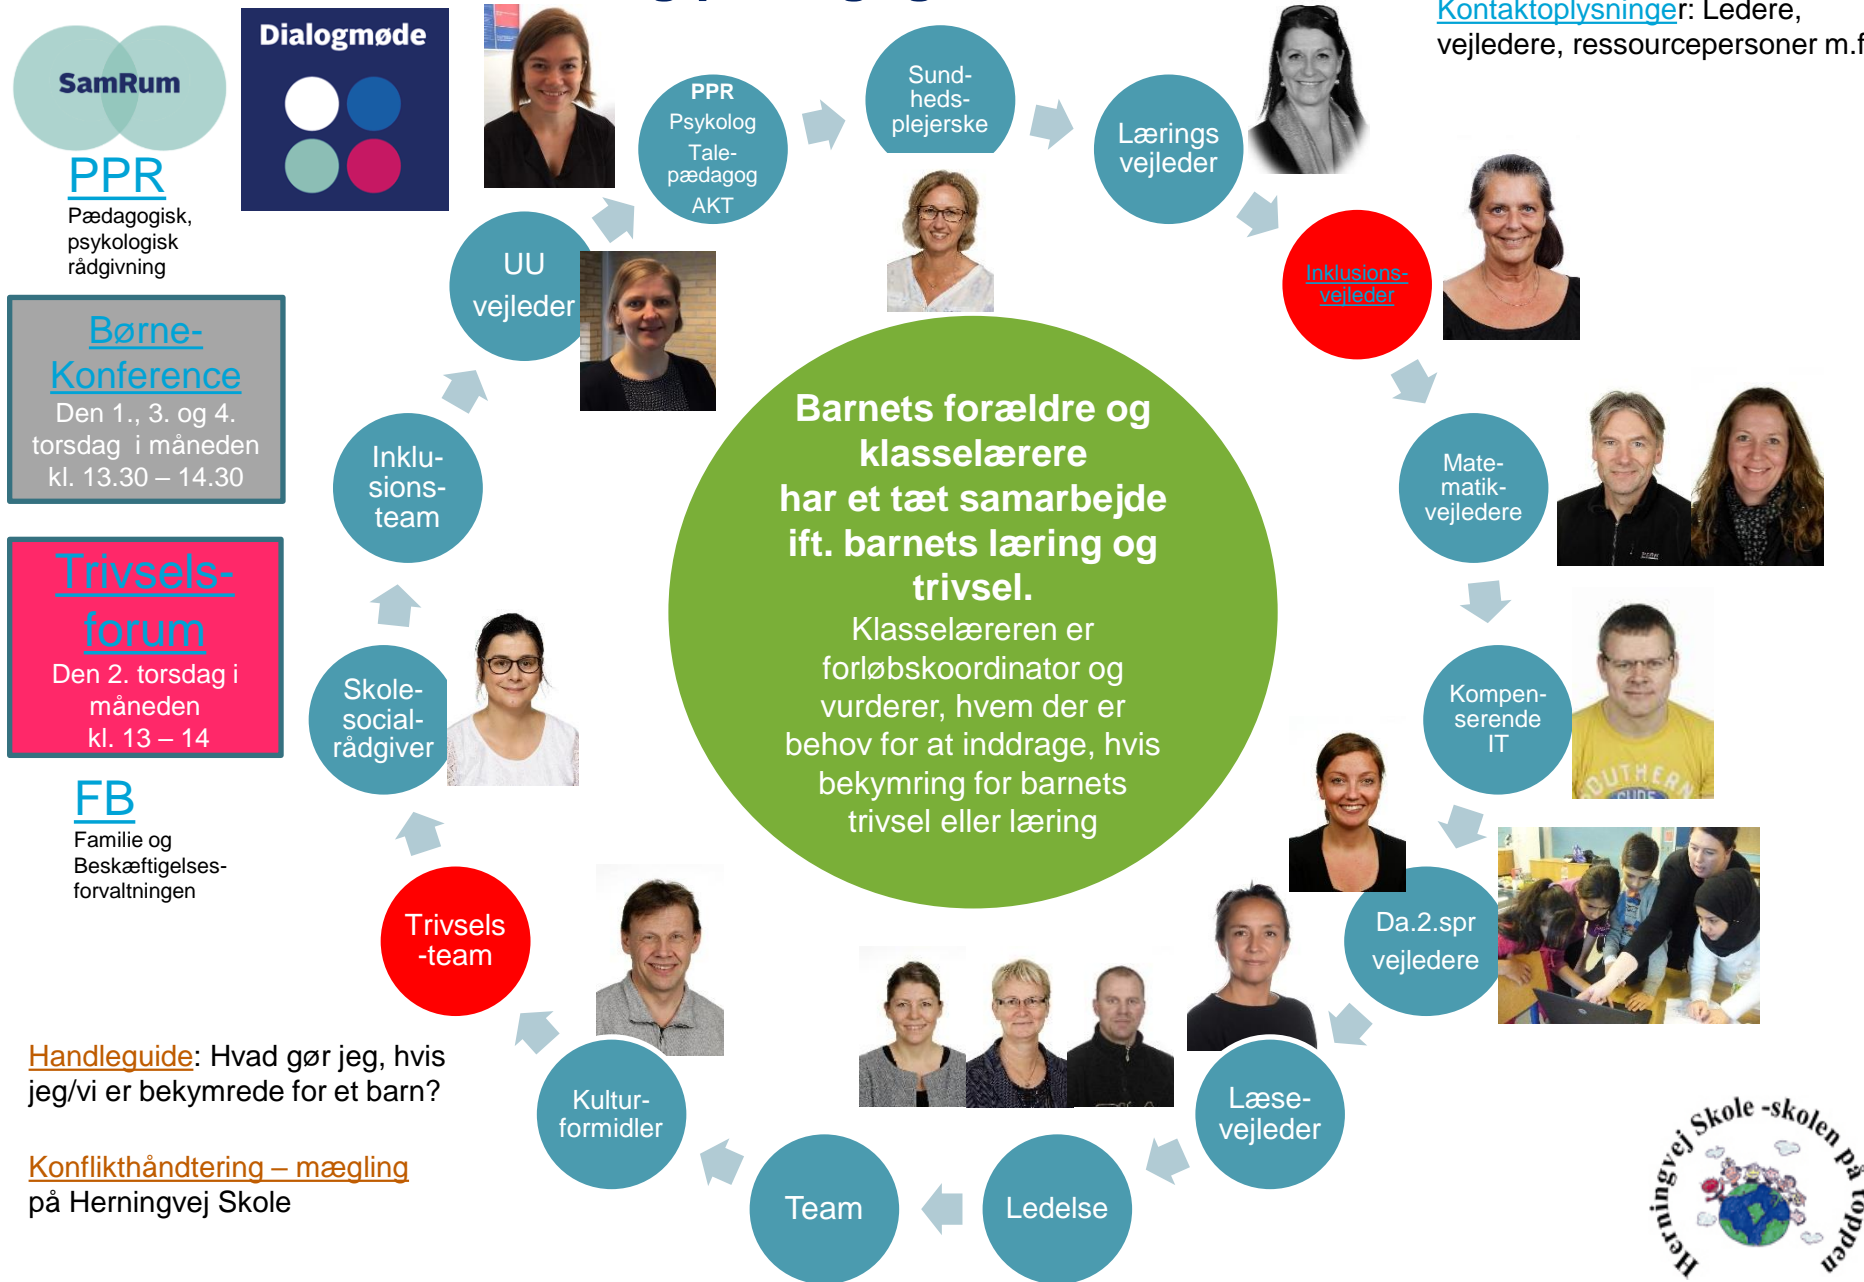 SamRum
Dialogmøde
PPR
Pædagogisk,
psykologisk
rådgivning
Børne-
Konference
Den 1., 3. og 4.
torsdag i måneden
kl. 13.30 – 14.30
Trivsels-
forum
Den 2. torsdag i
måneden
kl. 13 – 14
FB
Familie og
Beskæftigelses-
forvaltningen
Handleguide: Hvad gør jeg, hvis
jeg/vi er bekymrede for et barn?
Konflikthåndtering – mægling
på Herningvej Skole
Kontaktoplysninger: Ledere,
vejledere, ressourcepersoner m.f
PPR
Psykolog
Tale-
pædagog
AKT
Sund-
heds-
plejerske
Lærings
vejleder
Inklusions-
vejleder
Mate-
matik-
vejledere
Kompen-
serende
IT
Da.2.spr
vejledere
Læse-
vejleder
Ledelse
Team
Kultur-
formidler
Trivsels
-team
Skole-
social-
rådgiver
Inklu-
sions-
team
UU
vejleder
Barnets forældre og
klasselærere
har et tæt samarbejde
ift. barnets læring og
trivsel.
Klasselæreren er
forløbskoordinator og
vurderer, hvem der er
behov for at inddrage, hvis
bekymring for barnets
trivsel eller læring
Herningvej Skole -skolen på toppen